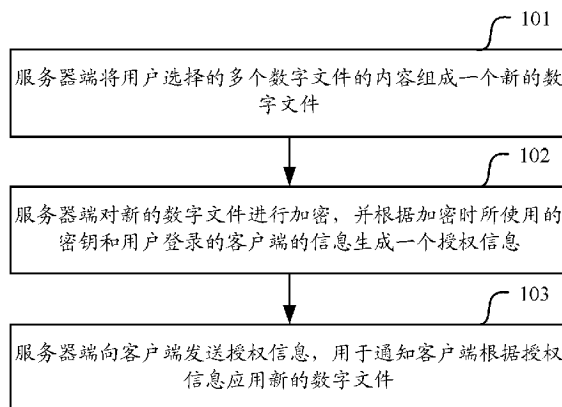 101
服务器端将用户选择的多个数字文件的内容组成一个新的数
字文件
102
服务器端对新的数字文件进行加密，并根据加密时所使用的
密钥和用户登录的客户端的信息生成一个授权信息
103
服务器端向客户端发送授权信息，用于通知客户端根据授权
信息应用新的数字文件